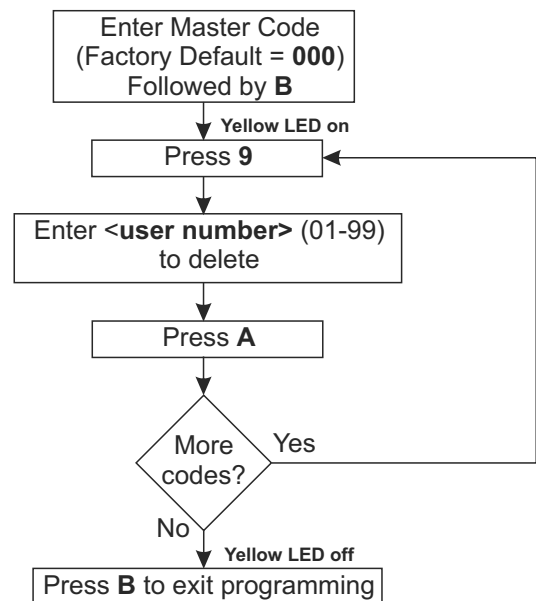 Enter Master Code
(Factory Default = 000)
Followed by B
Yellow LED on
Press 9
Enter <user number> (01-99)
to delete
Press A
More
codes?
Yes
No
Yellow LED off
Press B to exit programming